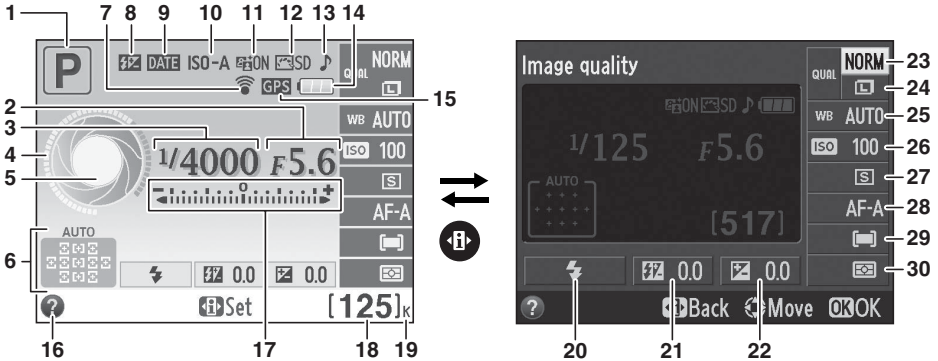 1 7 8 9 10 11 12 13 14
P DATE ISO-A ON SD ♪ QUAL NORM L
GPS
15
2
3
4
5
1/4000 F5.6
WB AUTO
ISO 100
S
− 0 +
AF-A
6
AUTO
0.0 0.0
? i Set [125]K
16 17 18 19
i
Image quality
ON SD ♪
QUAL NORM
L
1/125 F5.6
WB AUTO
ISO 100
AUTO
S
[517]
AF-A
0.0 0.0
? i Back Move OK OK
23
24
25
26
27
28
29
30
20 21 22